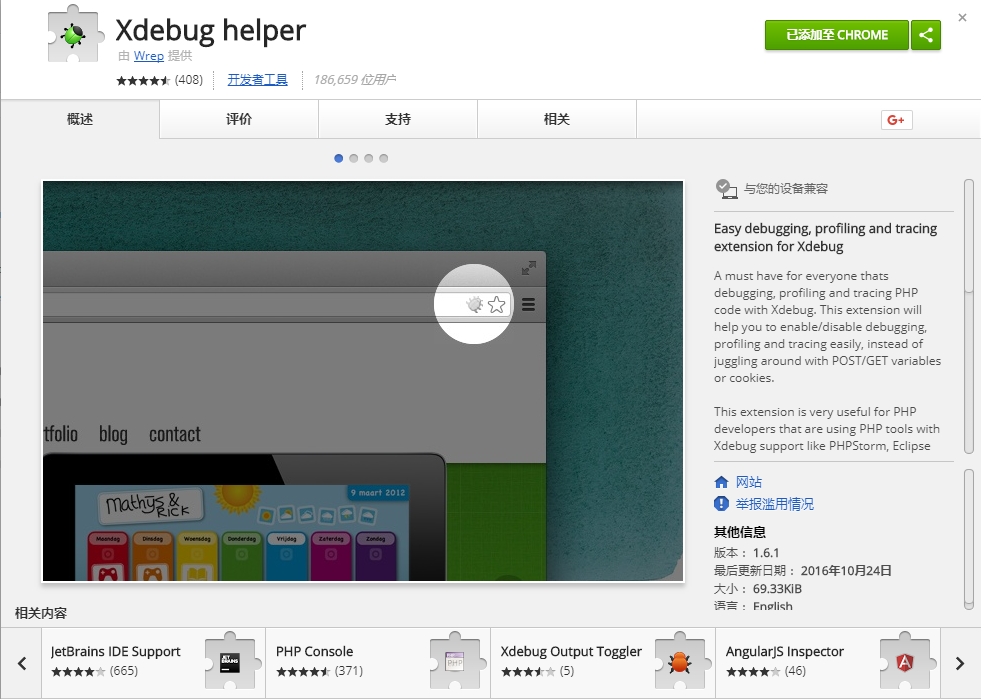 Xdebug helper
由 Wrep 提供
(408)
开发者工具
186,659 位用户
已添加至 CHROME
概述
评价
支持
相关
G+
tfolio blog contact
9 maart 2012
Mathys & Rick
Maandag Dinsdag Woensdag Donderdag Vrijdag Zaterdag Zondag
与您的设备兼容
Easy debugging, profiling and tracing
extension for Xdebug
A must have for everyone thats
debugging, profiling and tracing PHP
code with Xdebug. This extension will
help you to enable/disable debugging,
profiling and tracing easily, instead of
juggling around with POST/GET variables
or cookies.
This extension is very useful for PHP
developers that are using PHP tools with
Xdebug support like PHPStorm, Eclipse
网站
举报滥用情况
其他信息
版本： 1.6.1
最后更新日期： 2016年10月24日
大小： 69.33KiB
语言： English
相关内容
JetBrains IDE Support
(665)
JET BRAINS
PHP Console
(371)
PHP
Xdebug Output Toggler
(5)
AngularJS Inspector
(46)
A